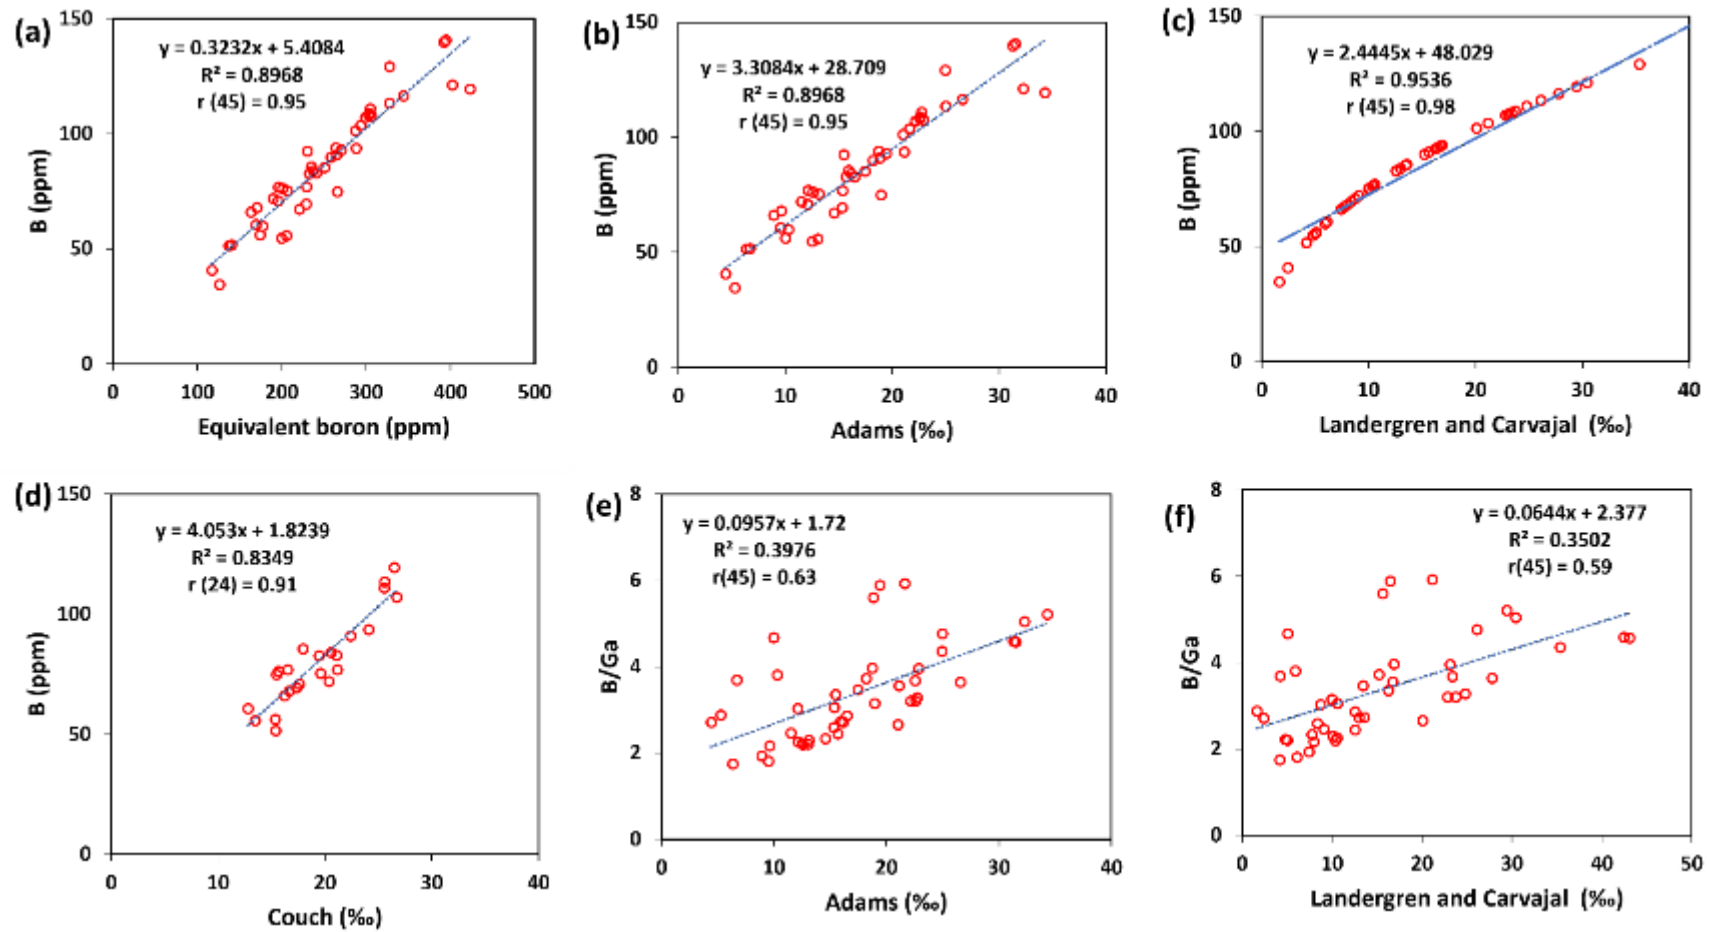 (a)
y = 0.3232x + 5.4084
R² = 0.8968
r (45) = 0.95
B (ppm)
150
100
50
0
0 100 200 300 400 500
Equivalent boron (ppm)
(b)
y = 3.3084x + 28.709
R² = 0.8968
r (45) = 0.95
B (ppm)
150
100
50
0
0 10 20 30 40
Adams (‰)
(c)
y = 2.4445x + 48.029
R² = 0.9536
r (45) = 0.98
B (ppm)
150
100
50
0
0 10 20 30 40
Landergren and Carvajal (‰)
(d)
y = 4.053x + 1.8239
R² = 0.8349
r (24) = 0.91
B (ppm)
150
100
50
0
0 10 20 30 40
Couch (‰)
(e)
y = 0.0957x + 1.72
R² = 0.3976
r(45) = 0.63
B/Ga
8
6
4
2
0
0 10 20 30 40
Adams (‰)
(f)
y = 0.0644x + 2.377
R² = 0.3502
r(45) = 0.59
B/Ga
8
6
4
2
0
0 10 20 30 40 50
Landergren and Carvajal (‰)